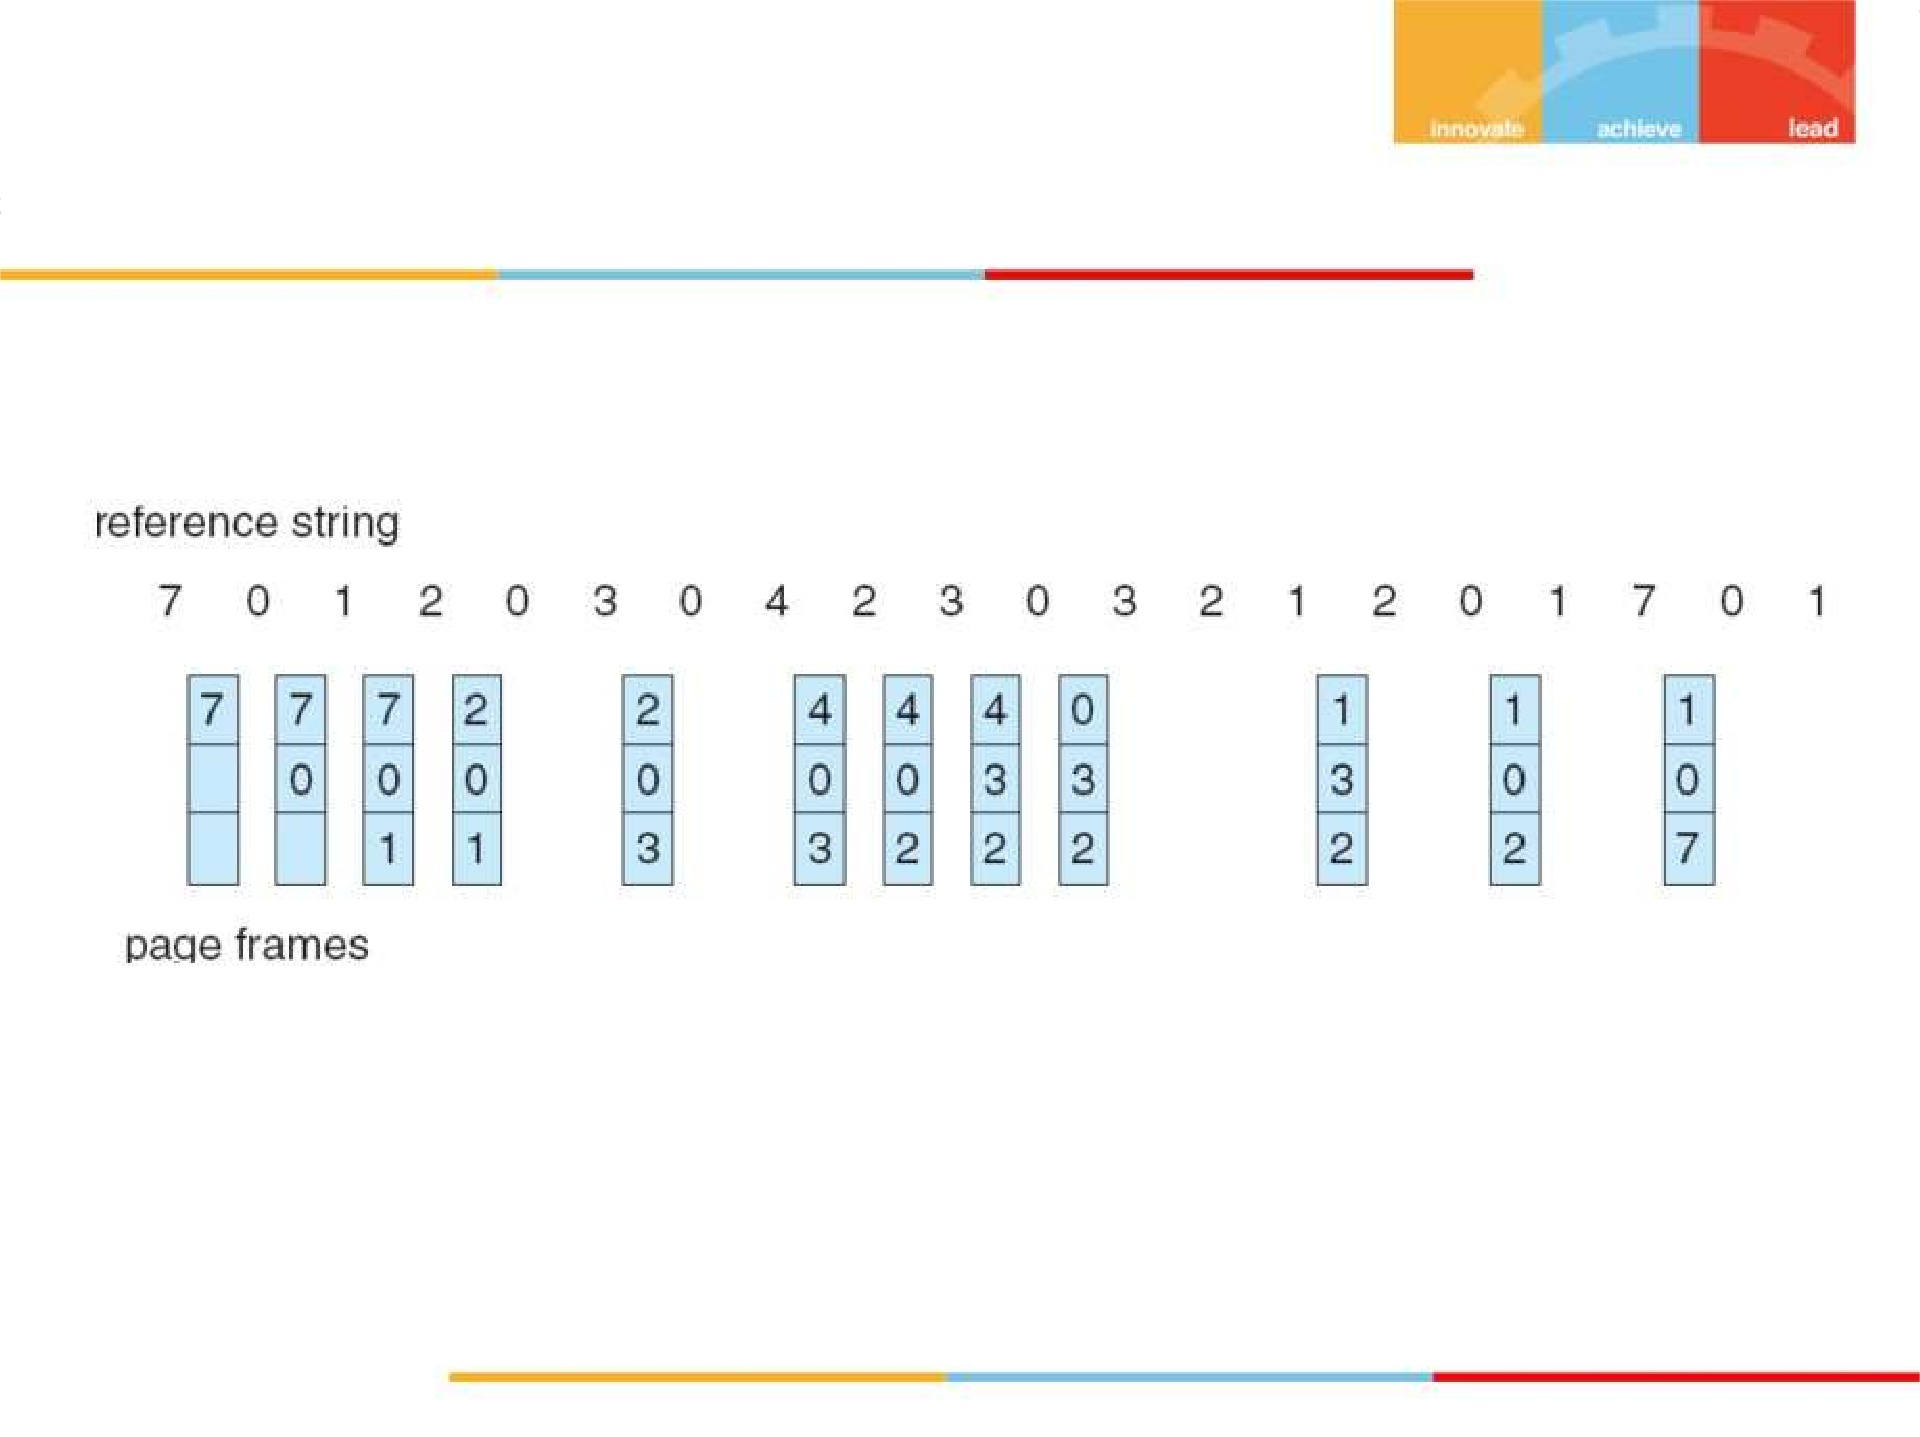 innovate achieve lead
reference string
7 0 1 2 0 3 0 4 2 3 0 3 2 1 2 0 1 7 0 1
7 7 7 2 2 4 4 4 0 1 1 1
0 0 0 0 0 0 3 3 3 0 0
1 1 3 3 2 2 2 2 2 7
page frames